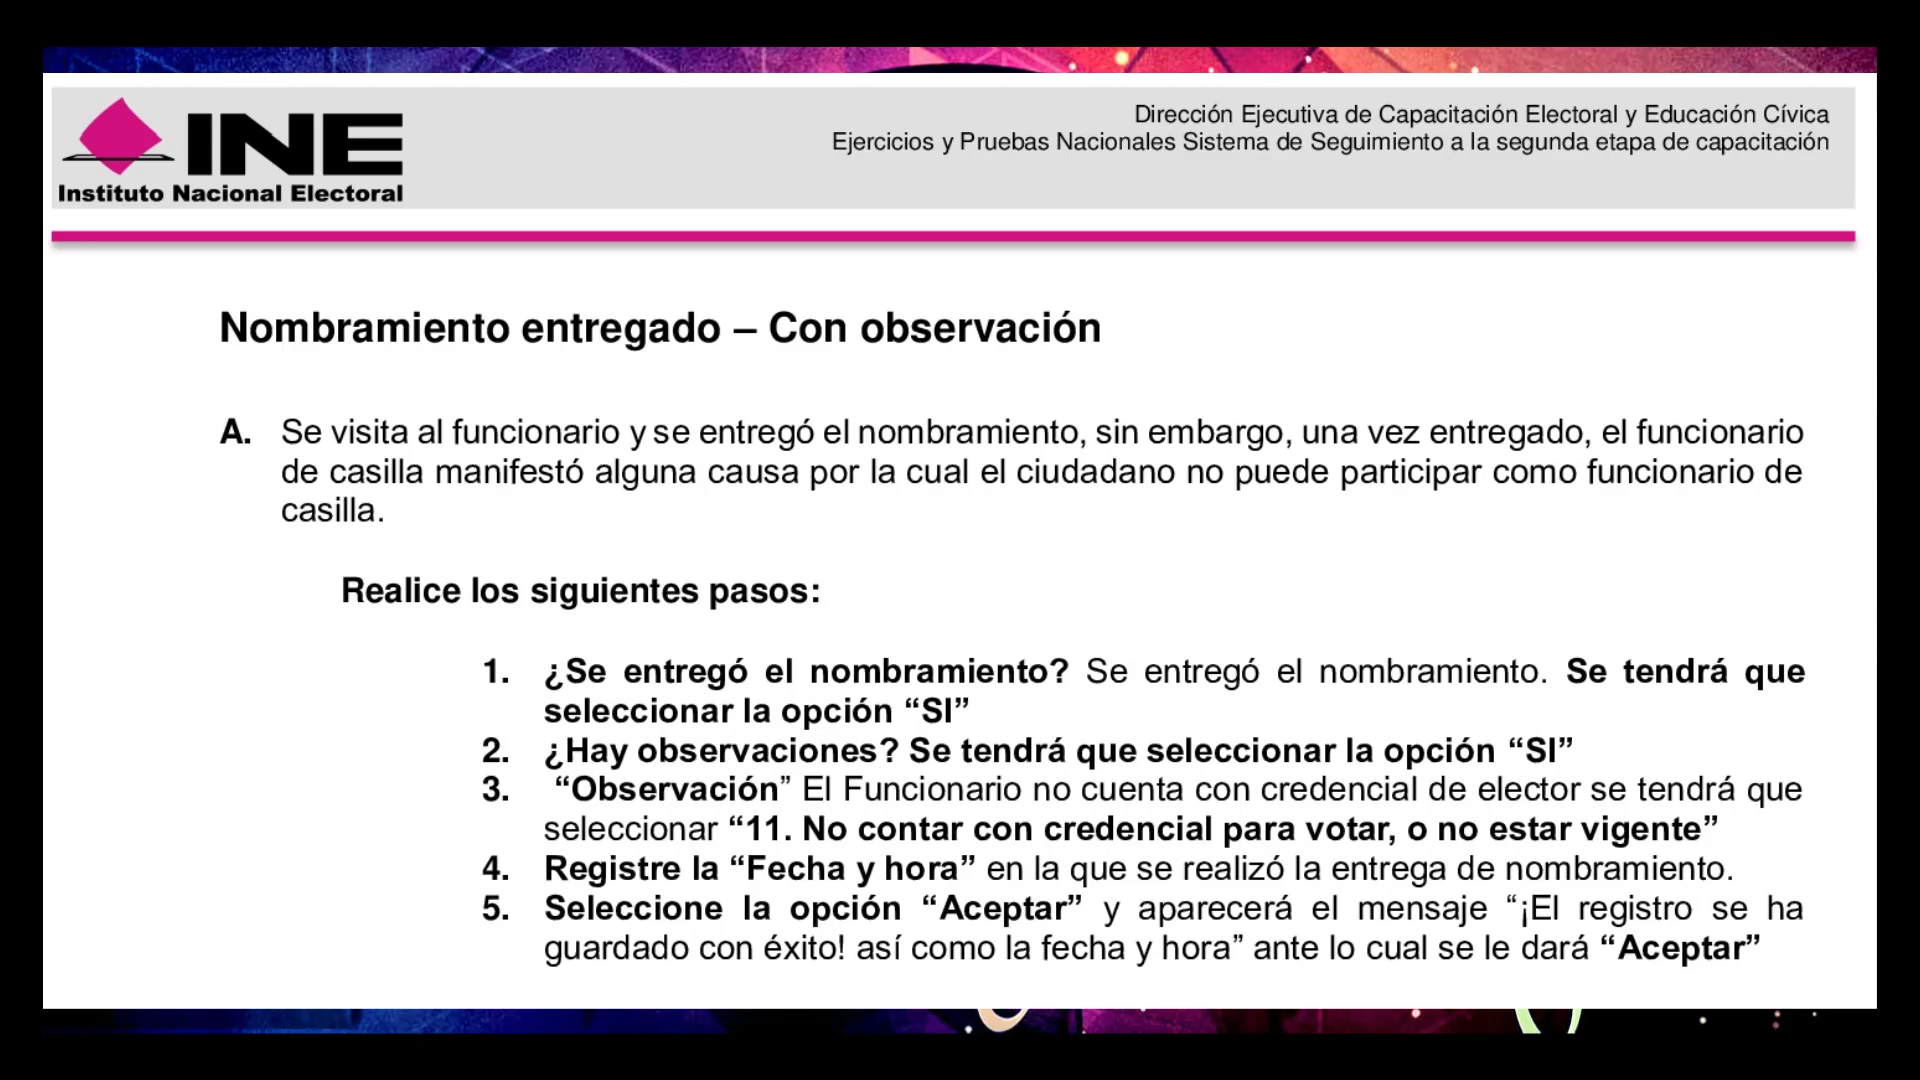 INE
Instituto Nacional Electoral
Dirección Ejecutiva de Capacitación Electoral y Educación Cívica
Ejercicios y Pruebas Nacionales Sistema de Seguimiento a la segunda etapa de capacitación
Nombramiento entregado – Con observación
A. Se visita al funcionario y se entregó el nombramiento, sin embargo, una vez entregado, el funcionario
de casilla manifestó alguna causa por la cual el ciudadano no puede participar como funcionario de
casilla.
Realice los siguientes pasos:
1. ¿Se entregó el nombramiento? Se entregó el nombramiento. Se tendrá que
seleccionar la opción “SI”
2. ¿Hay observaciones? Se tendrá que seleccionar la opción “SI”
3. “Observación” El Funcionario no cuenta con credencial de elector se tendrá que
seleccionar “11. No contar con credencial para votar, o no estar vigente”
4. Registre la “Fecha y hora” en la que se realizó la entrega de nombramiento.
5. Seleccione la opción “Aceptar” y aparecerá el mensaje “¡El registro se ha
guardado con éxito! así como la fecha y hora” ante lo cual se le dará “Aceptar”